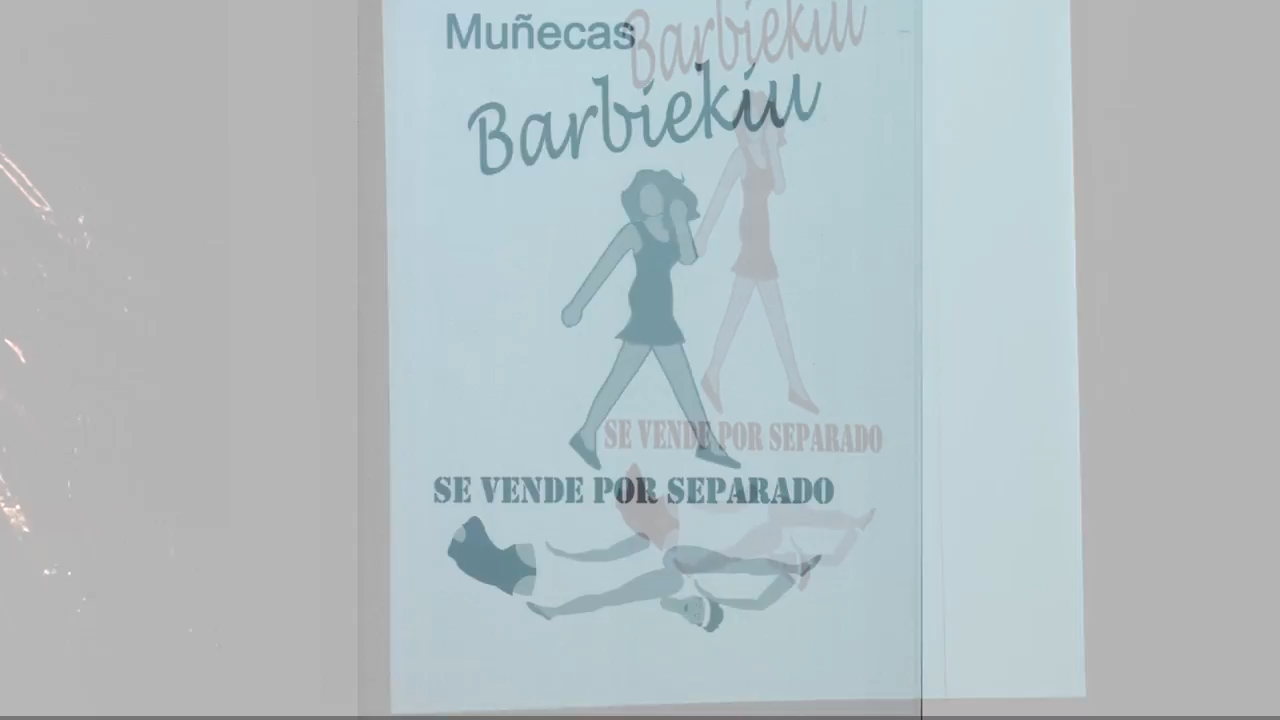 Muñecas
Barbiekiu
Barbiekiu
SE VENDE POR SEPARADO
SE VENDE POR SEPARADO